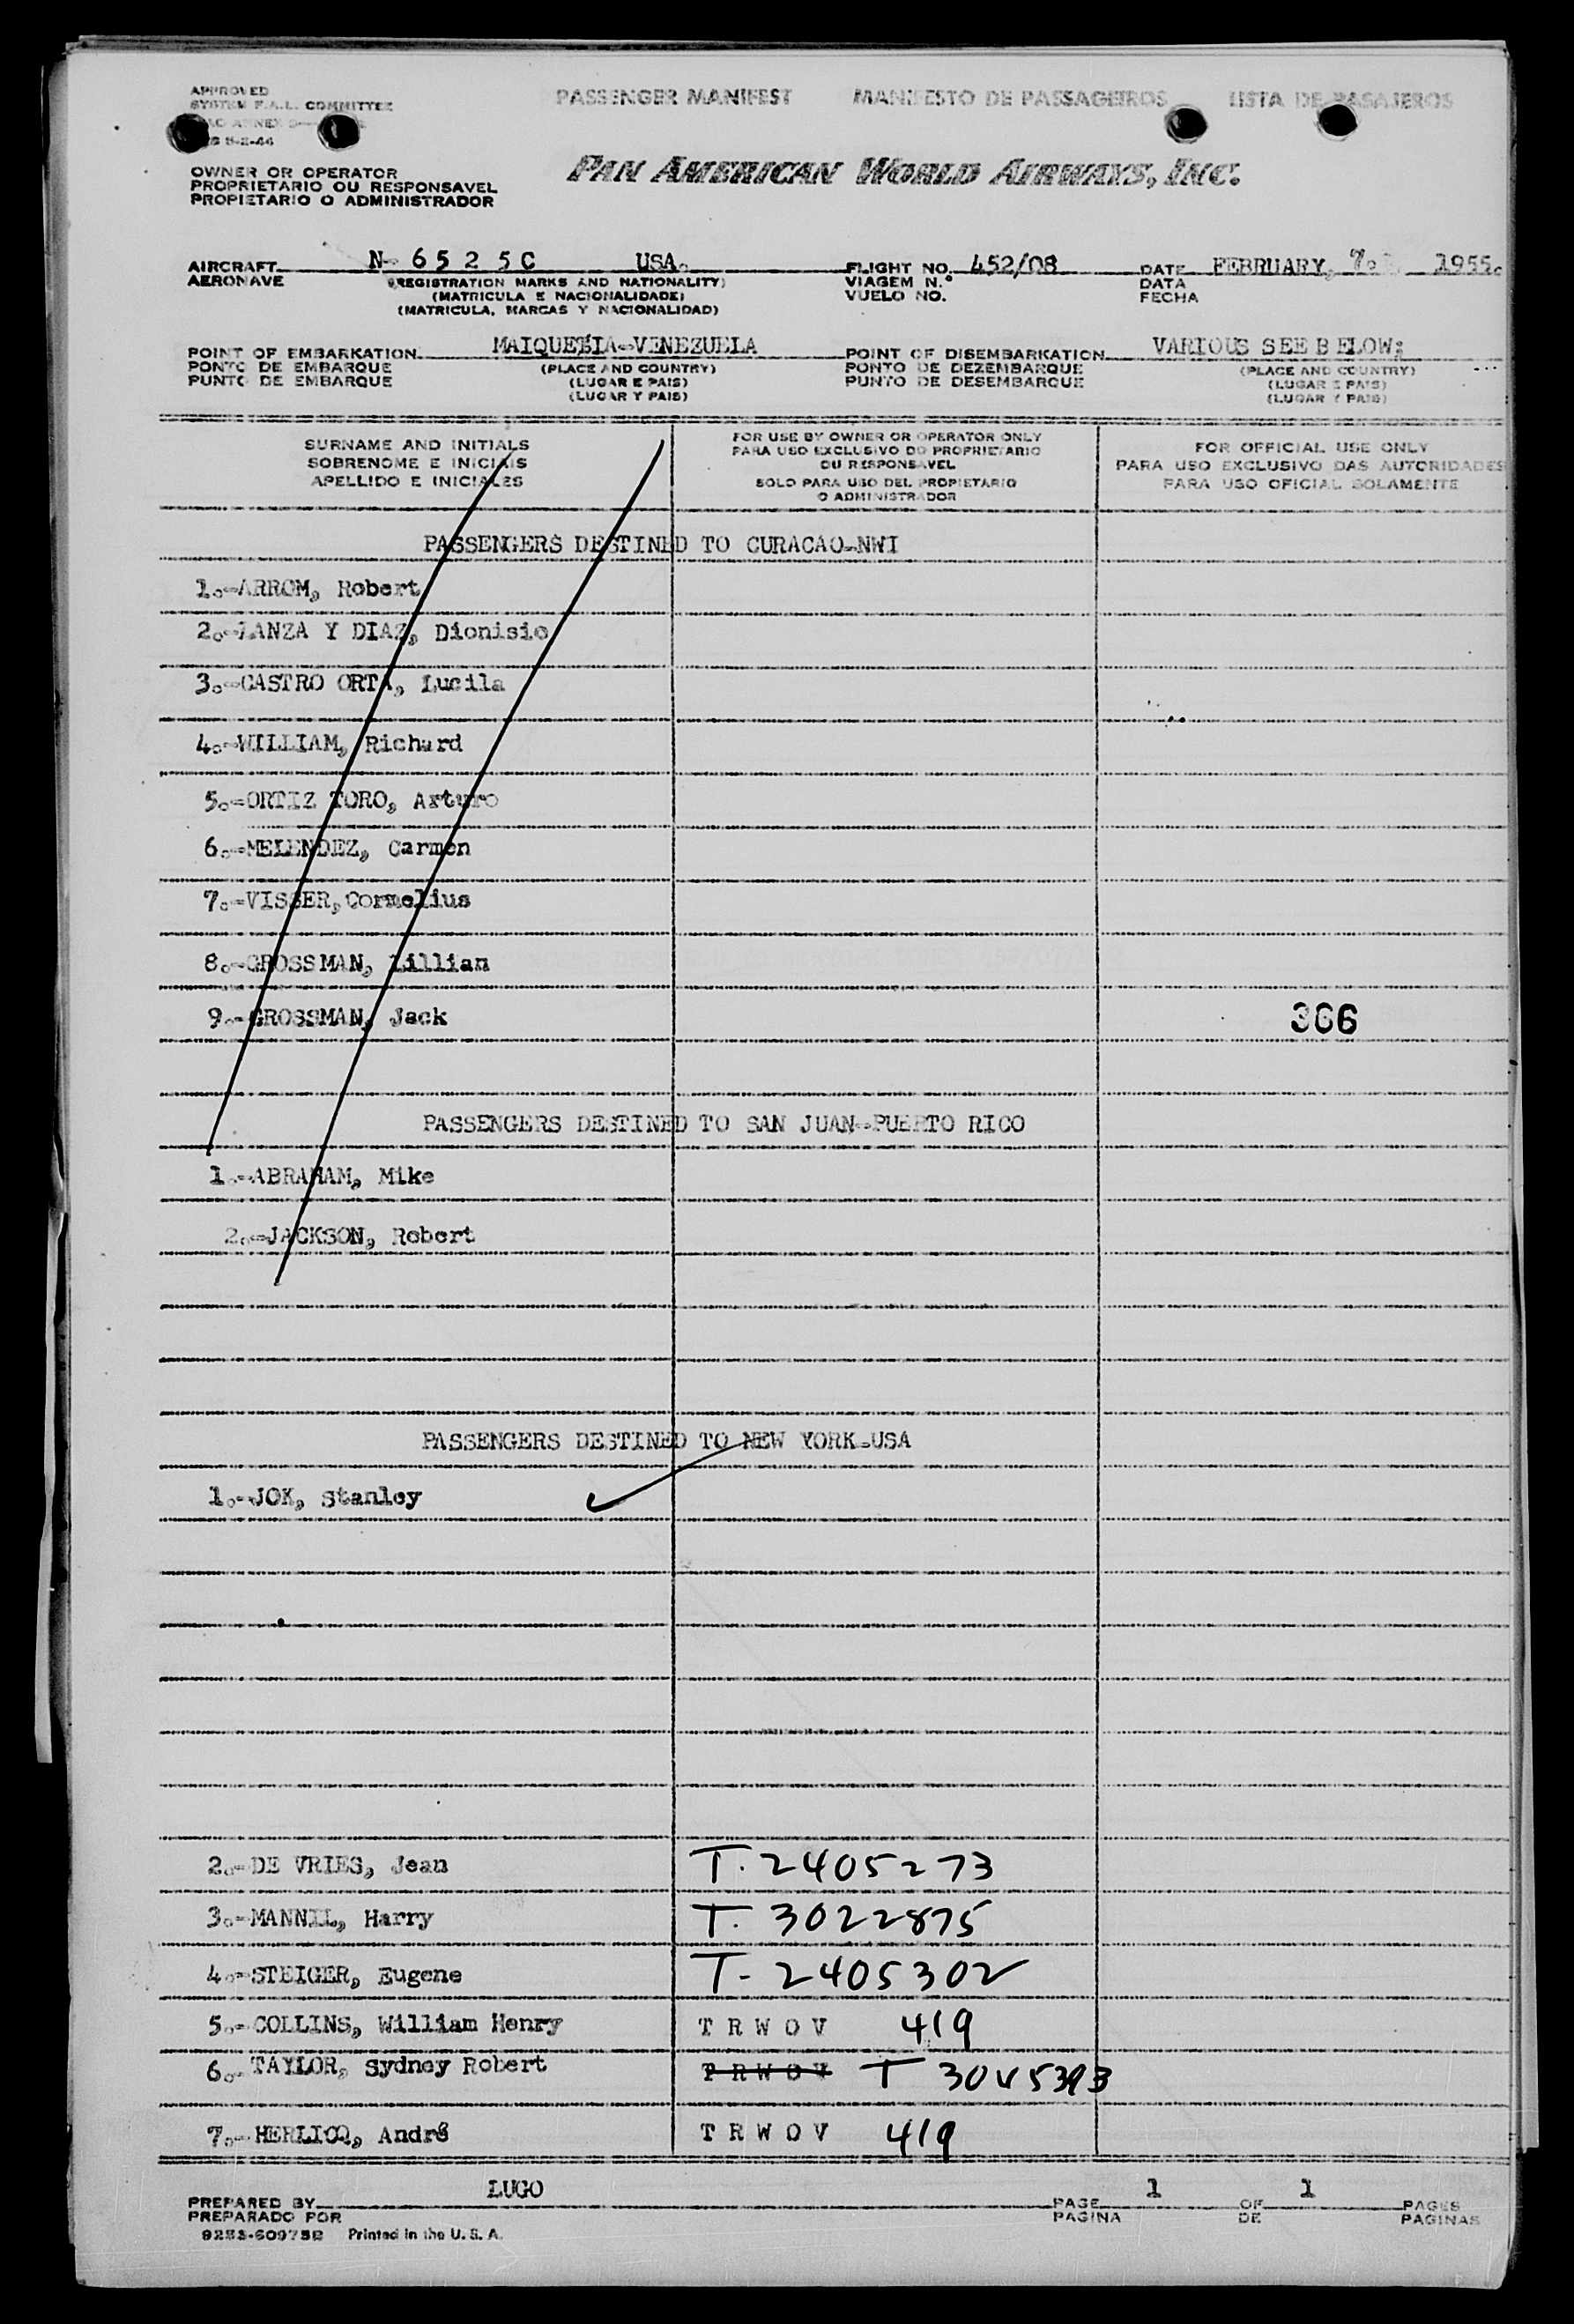 APPROVED
SYSTEM F.A.L. COMMITTEE
ANNEX 9
5-2-44
PASSENGER MANIFEST MANIFESTO DE PASSAGEIROS LISTA DE PASAJEROS
OWNER OR OPERATOR
PROPRIETARIO OU RESPONSAVEL
PROPIETARIO O ADMINISTRADOR
PAN AMERICAN WORLD AIRWAYS, INC.
AIRCRAFT N- 6 5 2 5 C USA. FLIGHT NO. 452/08 DATE FEBRUARY, 7. 1955.
AERONAVE (REGISTRATION MARKS AND NATIONALITY) VIAGEM N.º DATA
(MATRICULA E NACIONALIDADE) VUELO NO. FECHA
(MATRICULA, MARCAS Y NACIONALIDAD)
POINT OF EMBARKATION MAIQUETIA-VENEZUELA POINT OF DISEMBARKATION VARIOUS SEE B ELOW:
PONTO DE EMBARQUE (PLACE AND COUNTRY) PONTO DE DEZEMBARQUE (PLACE AND COUNTRY)
PUNTO DE EMBARQUE (LUGAR E PAIS) PUNTO DE DESEMBARQUE (LUGAR E PAIS)
(LUGAR Y PAIS) (LUGAR Y PAIS)
SURNAME AND INITIALS
SOBRENOME E INICIAIS
APELLIDO E INICIALES
FOR USE BY OWNER OR OPERATOR ONLY
PARA USO EXCLUSIVO DO PROPRIETARIO
OU RESPONSAVEL
SOLO PARA USO DEL PROPIETARIO
O ADMINISTRADOR
FOR OFFICIAL USE ONLY
PARA USO EXCLUSIVO DAS AUTORIDADES
PARA USO OFICIAL SOLAMENTE
PASSENGERS DESTINED TO CURACAO-NWI
1.-ARROM, Robert
2.- Y DIAZ, Dionisio
3.-CASTRO ORTA, Lucila
4.-WILLIAM, Richard
5.-ORTIZ TORO, Arturo
6.-MELENDEZ, Carmen
7.-VISSER, Cornelius
8.-GROSSMAN, Lillian
9.-GROSSMAN, Jack 366
PASSENGERS DESTINED TO SAN JUAN-PUERTO RICO
1.-ABRAHAM, Mike
2.-JACKSON, Robert
PASSENGERS DESTINED TO NEW YORK-USA
1.-JOK, Stanley
2.-DE VRIES, Jean T. 2405273
3.-MANNIL, Harry T. 3022875
4.-STEIGER, Eugene T- 2405302
5.-COLLINS, William Henry T R W O V 419
6.-TAYLOR, Sydney Robert T R W O V T
7.-HERLICQ, André T R W O V 419
PREPARED BY LUGO PAGE 1 OF 1 PAGES
PREPARADO POR PAGINA DE PAGINAS
Printed in the U. S. A.